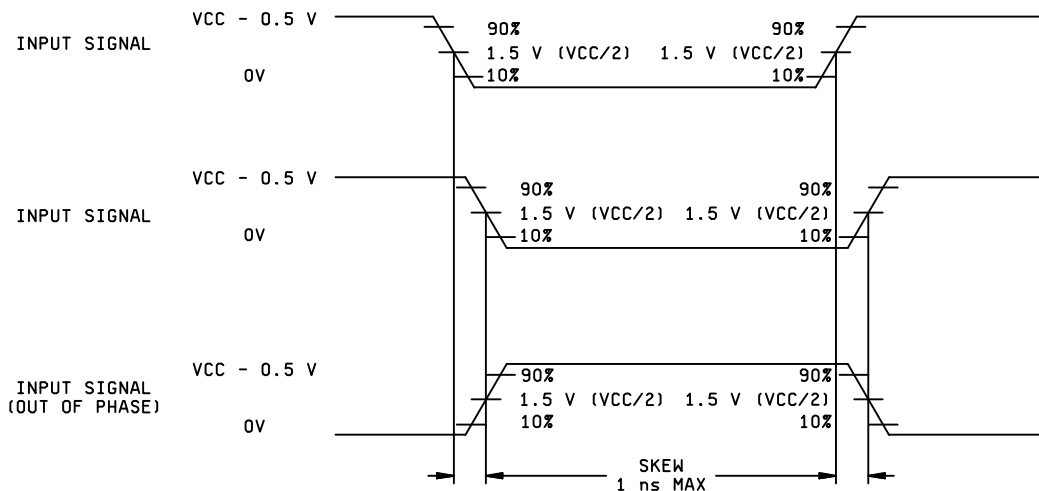 VCC - 0.5 V
90% 90%
INPUT SIGNAL
1.5 V (VCC/2) 1.5 V (VCC/2)
0V
10% 10%
VCC - 0.5 V
90% 90%
INPUT SIGNAL
1.5 V (VCC/2) 1.5 V (VCC/2)
0V
10% 10%
VCC - 0.5 V
90% 90%
INPUT SIGNAL
(OUT OF PHASE)
1.5 V (VCC/2) 1.5 V (VCC/2)
0V
10% 10%
SKEW
1 ns MAX